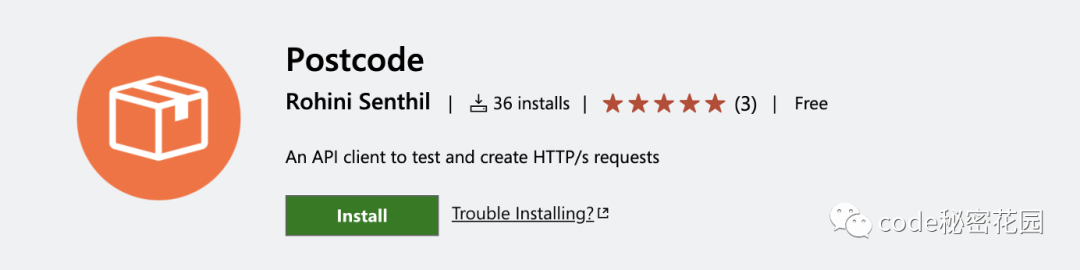 Postcode
Rohini Senthil | 36 installs | (3) | Free
An API client to test and create HTTP/s requests
Install Trouble Installing?
code秘密花园